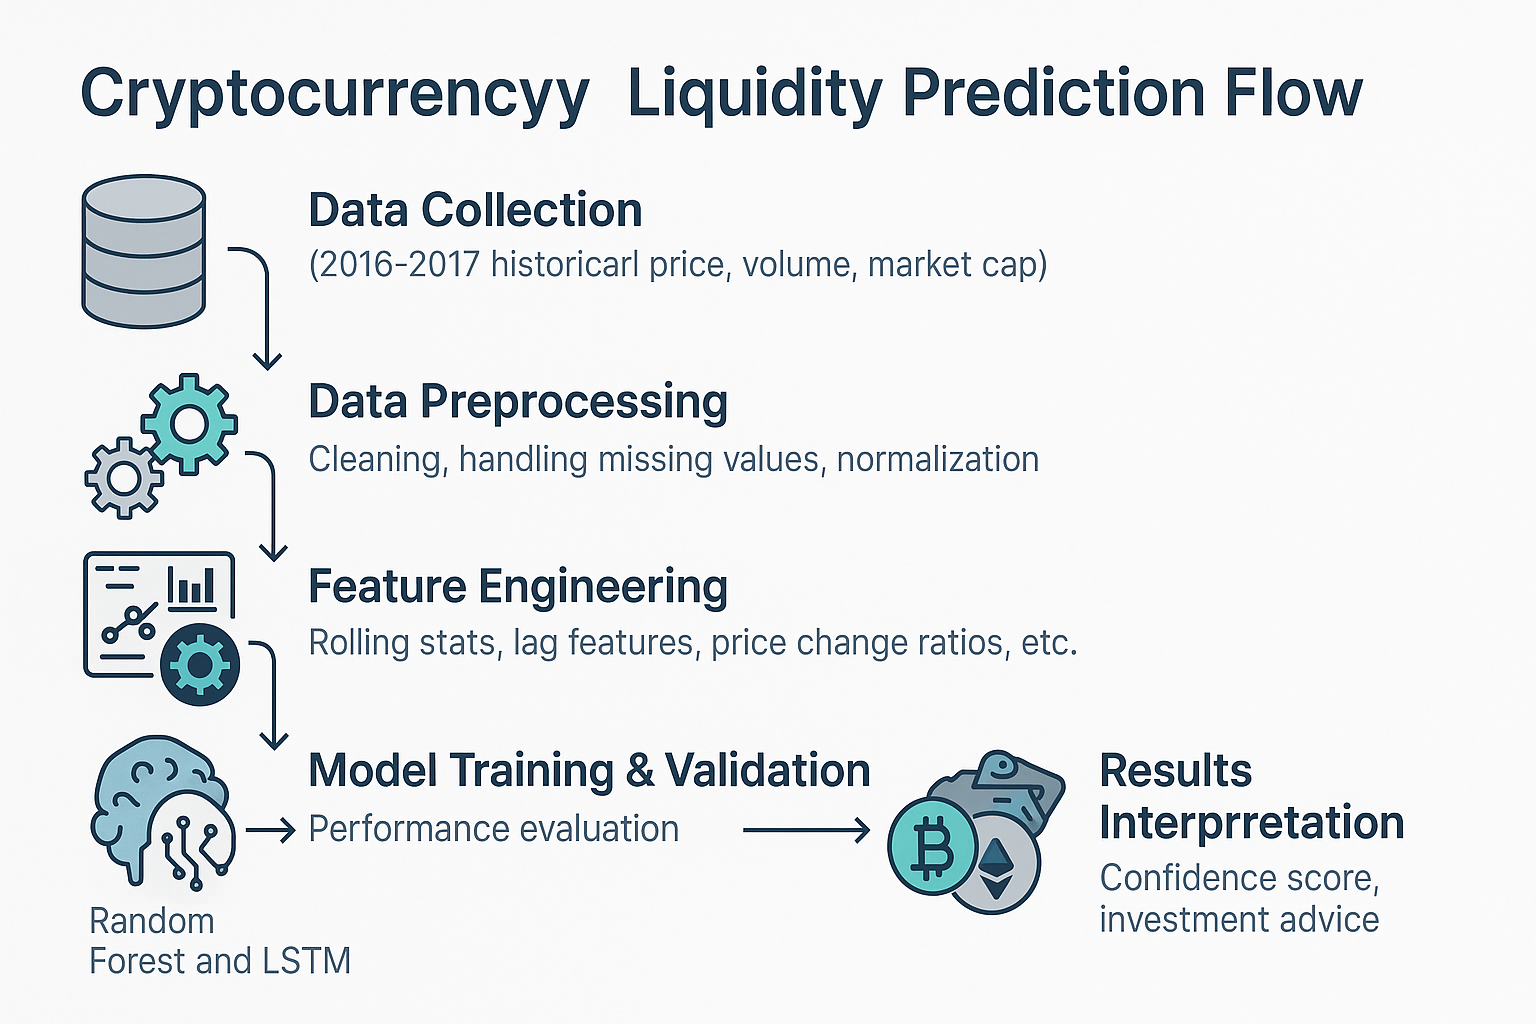 Cryptocurrencyy Liquidity Prediction Flow
Data Collection
(2016-2017 historicarl price, volume, market cap)
Data Preprocessing
Cleaning, handling missing values, normalization
Feature Engineering
Rolling stats, lag features, price change ratios, etc.
Model Training & Validation
Performance evaluation
Random
Forest and LSTM
Results
Interprretation
Confidence score,
investment advice